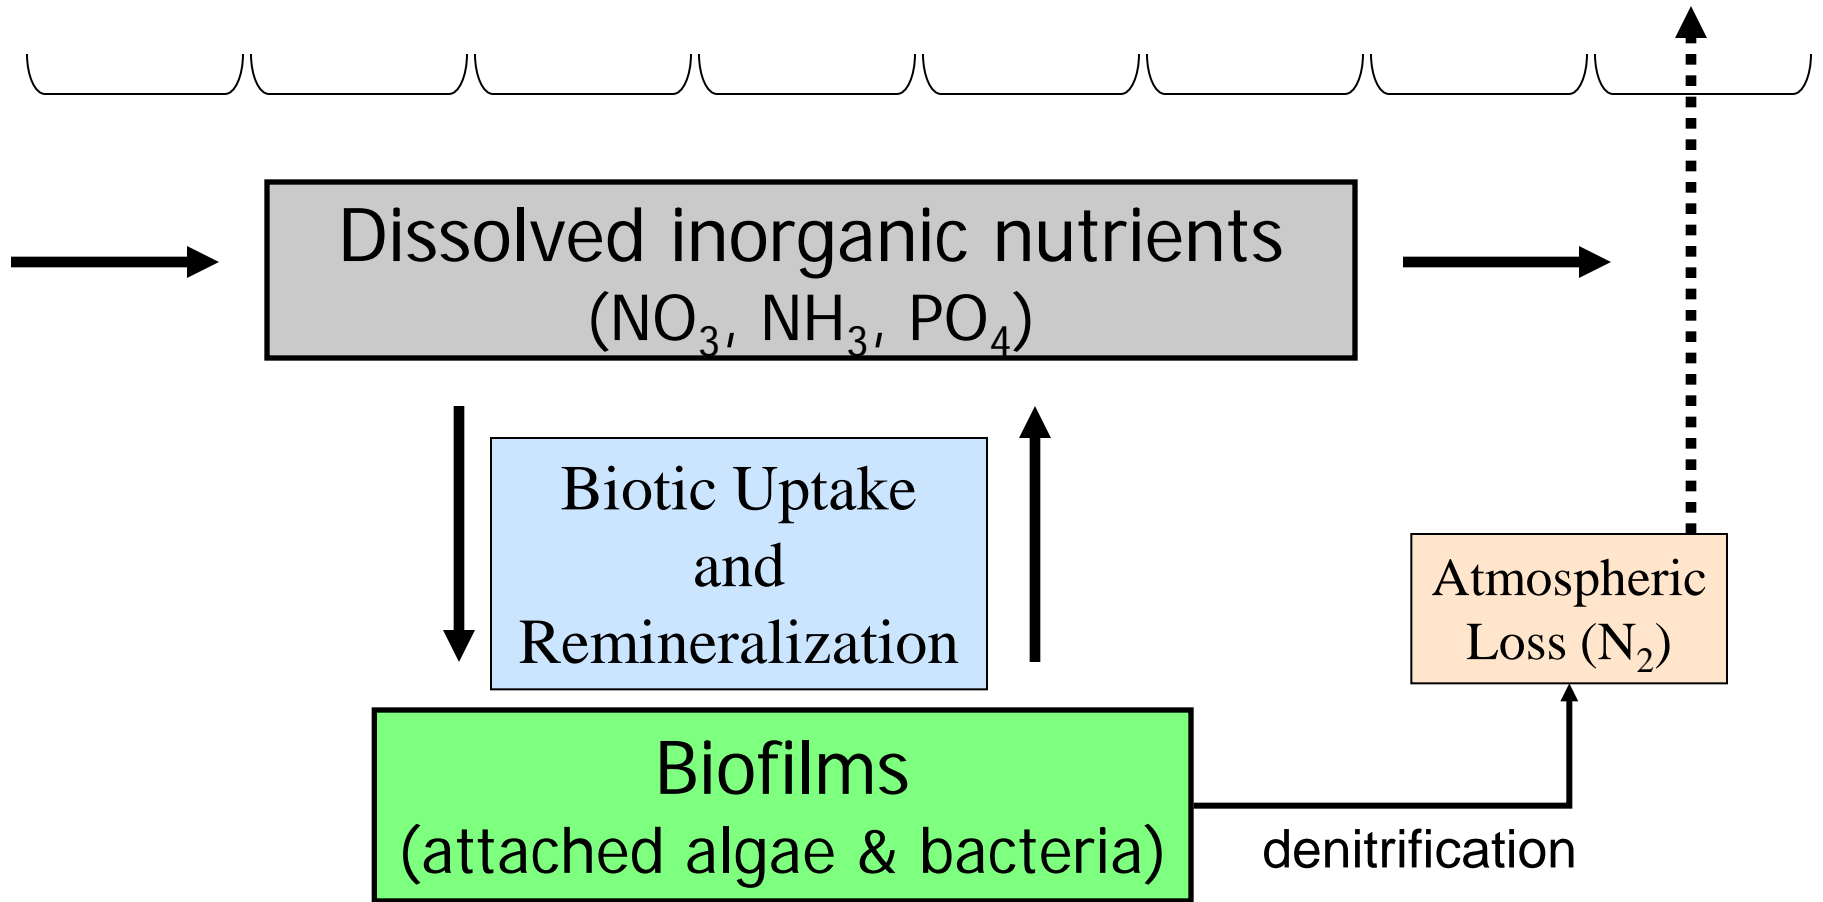 Dissolved inorganic nutrients
(NO₃, NH₃, PO₄)
Biotic Uptake
and
Remineralization
Atmospheric
Loss (N₂)
Biofilms
(attached algae & bacteria)
denitrification